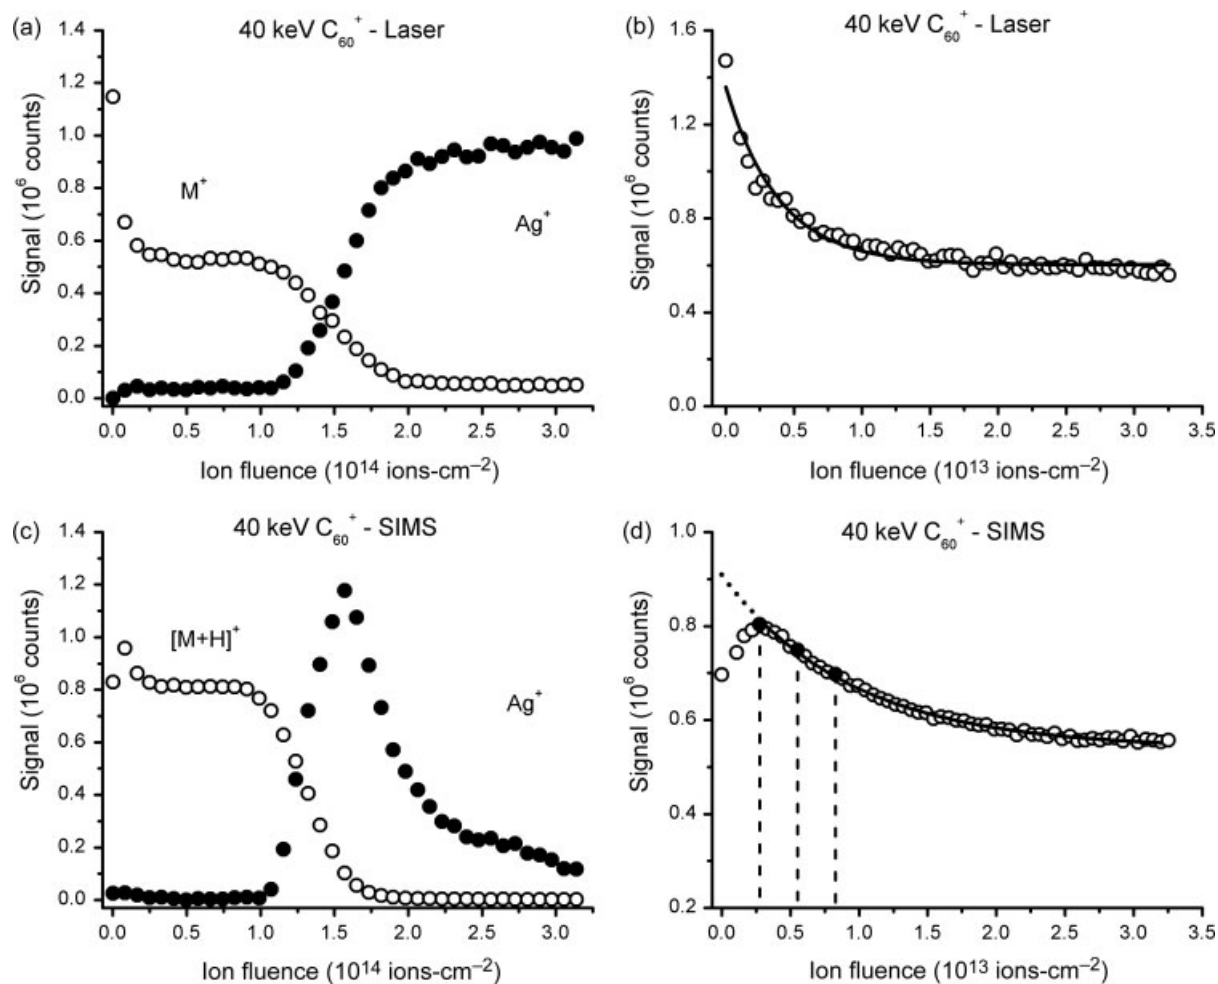 (a) 40 keV C₆₀⁺ - Laser
1.4
1.2
1.0
0.8
0.6
0.4
0.2
0.0
Signal (10⁶ counts)
M⁺
Ag⁺
0.0 0.5 1.0 1.5 2.0 2.5 3.0
Ion fluence (10¹⁴ ions-cm⁻²)
(b) 40 keV C₆₀⁺ - Laser
1.6
1.2
0.8
0.4
0.0
Signal (10⁶ counts)
0.0 0.5 1.0 1.5 2.0 2.5 3.0 3.5
Ion fluence (10¹³ ions-cm⁻²)
(c) 40 keV C₆₀⁺ - SIMS
1.4
1.2
1.0
0.8
0.6
0.4
0.2
0.0
Signal (10⁶ counts)
[M+H]⁺
Ag⁺
0.0 0.5 1.0 1.5 2.0 2.5 3.0
Ion fluence (10¹⁴ ions-cm⁻²)
(d) 40 keV C₆₀⁺ - SIMS
1.0
0.8
0.6
0.4
0.2
Signal (10⁶ counts)
0.0 0.5 1.0 1.5 2.0 2.5 3.0 3.5
Ion fluence (10¹³ ions-cm⁻²)